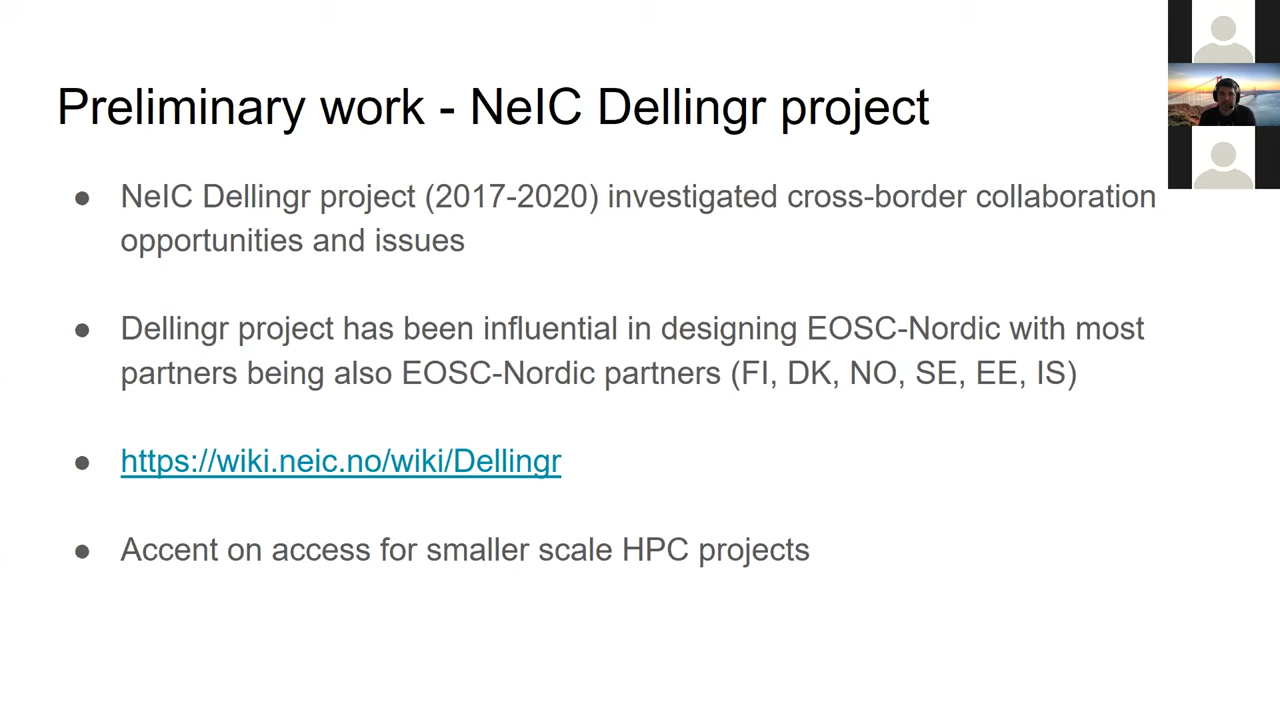 Preliminary work - NeIC Dellingr project
● NeIC Dellingr project (2017-2020) investigated cross-border collaboration
opportunities and issues
● Dellingr project has been influential in designing EOSC-Nordic with most
partners being also EOSC-Nordic partners (FI, DK, NO, SE, EE, IS)
● https://wiki.neic.no/wiki/Dellingr
● Accent on access for smaller scale HPC projects